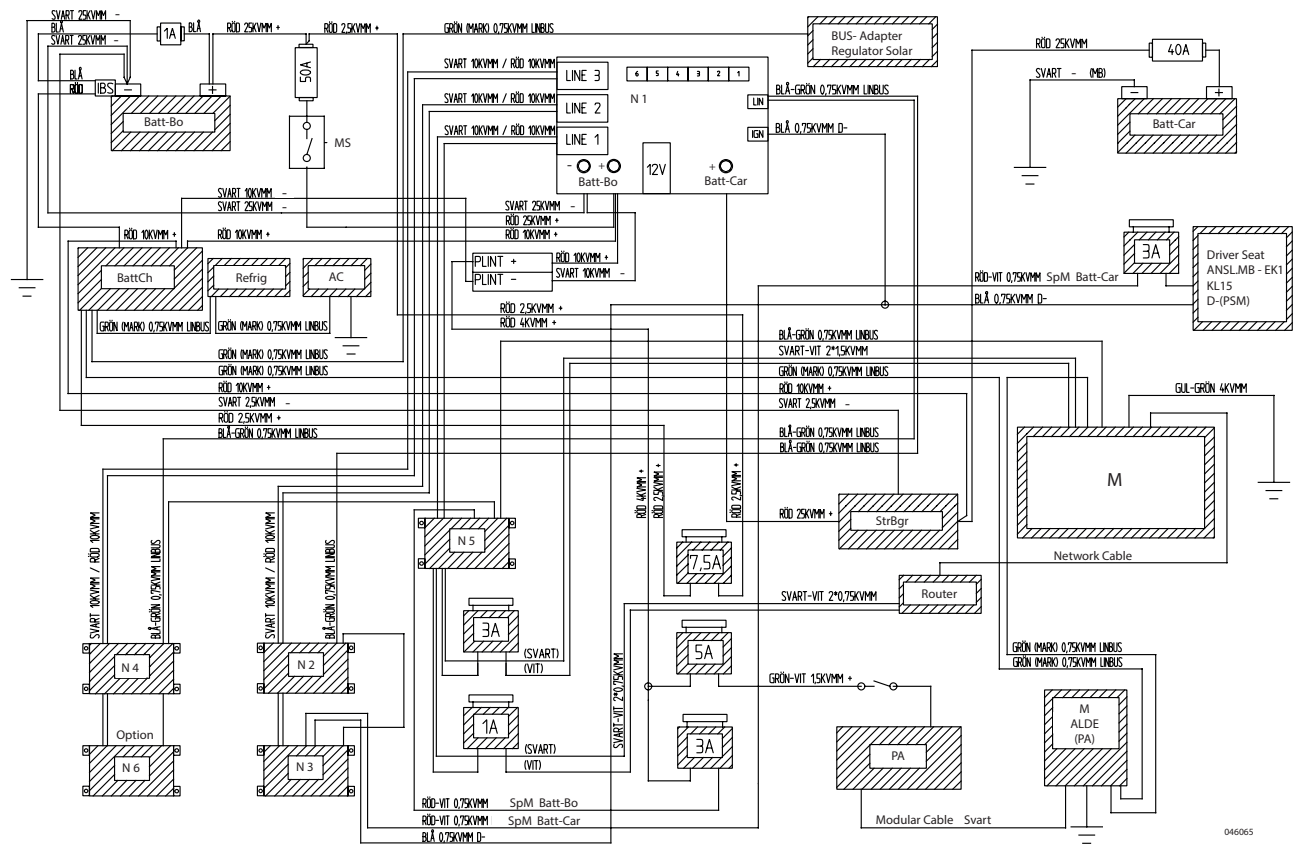 SVART 25KVMM -
BLÅ
SVART 25KVMM -
1A
BLÅ
RÖD 25KVMM +
RÖD 2,5KVMM +
GRÖN (MARK) 0,75KVMM LINBUS
BUS- Adapter
Regulator Solar
RÖD 25KVMM
40A
SVART - (MB)
- +
Batt-Car
BLÅ
RÖD
IBS
- +
Batt-Bo
50A
MS
SVART 10KVMM / RÖD 10KVMM
SVART 10KVMM / RÖD 10KVMM
SVART 10KVMM / RÖD 10KVMM
LINE 3
LINE 2
LINE 1
6 5 4 3 2 1
N 1
LIN
IGN
- +
Batt-Bo
12V
+
Batt-Car
BLÅ-GRÖN 0,75KVMM LINBUS
BLÅ 0,75KVMM D-
SVART 10KVMM -
SVART 25KVMM -
SVART 25KVMM -
RÖD 25KVMM +
RÖD 10KVMM +
RÖD 10KVMM +
RÖD 10KVMM +
PLINT +
PLINT -
RÖD 10KVMM +
SVART 10KVMM -
BattCh
Refrig
AC
GRÖN (MARK) 0,75KVMM LINBUS
GRÖN (MARK) 0,75KVMM LINBUS
3A
Driver Seat
ANSLMB - EK1
KL15
D-(PSM)
RÖD-VIT 0,75KVMM SpM Batt-Car
BLÅ 0,75KVMM D-
RÖD 2,5KVMM +
RÖD 4KVMM +
GRÖN (MARK) 0,75KVMM LINBUS
GRÖN (MARK) 0,75KVMM LINBUS
RÖD 10KVMM +
SVART 2,5KVMM -
RÖD 2,5KVMM +
BLÅ-GRÖN 0,75KVMM LINBUS
BLÅ-GRÖN 0,75KVMM LINBUS
SVART-VIT 2*1,5KVMM
GRÖN (MARK) 0,75KVMM LINBUS
RÖD 10KVMM +
SVART 2,5KVMM -
BLÅ-GRÖN 0,75KVMM LINBUS
BLÅ-GRÖN 0,75KVMM LINBUS
GUL-GRÖN 4KVMM
M
RÖD 4KVMM +
RÖD 2,5KVMM +
RÖD 2,5KVMM +
RÖD 25KVMM +
StrBgr
Network Cable
SVART 10KVMM / RÖD 10KVMM
BLÅ-GRÖN 0,75KVMM LINBUS
SVART 10KVMM / RÖD 10KVMM
BLÅ-GRÖN 0,75KVMM LINBUS
N 5
7,5A
SVART-VIT 2*0,75KVMM
Router
3A
(SVART)
(VIT)
SVART-VIT 2*0,75KVMM
5A
GRÖN-VIT 1,5KVMM +
GRÖN (MARK) 0,75KVMM LINBUS
GRÖN (MARK) 0,75KVMM LINBUS
N 4
N 2
1A
(SVART)
(VIT)
3A
PA
M
ALDE
(PA)
Option
N 6
N 3
RÖD-VIT 0,75KVMM SpM Batt-Bo
RÖD-VIT 0,75KVMM SpM Batt-Car
BLÅ 0,75KVMM D-
Modular Cable Svart
046065